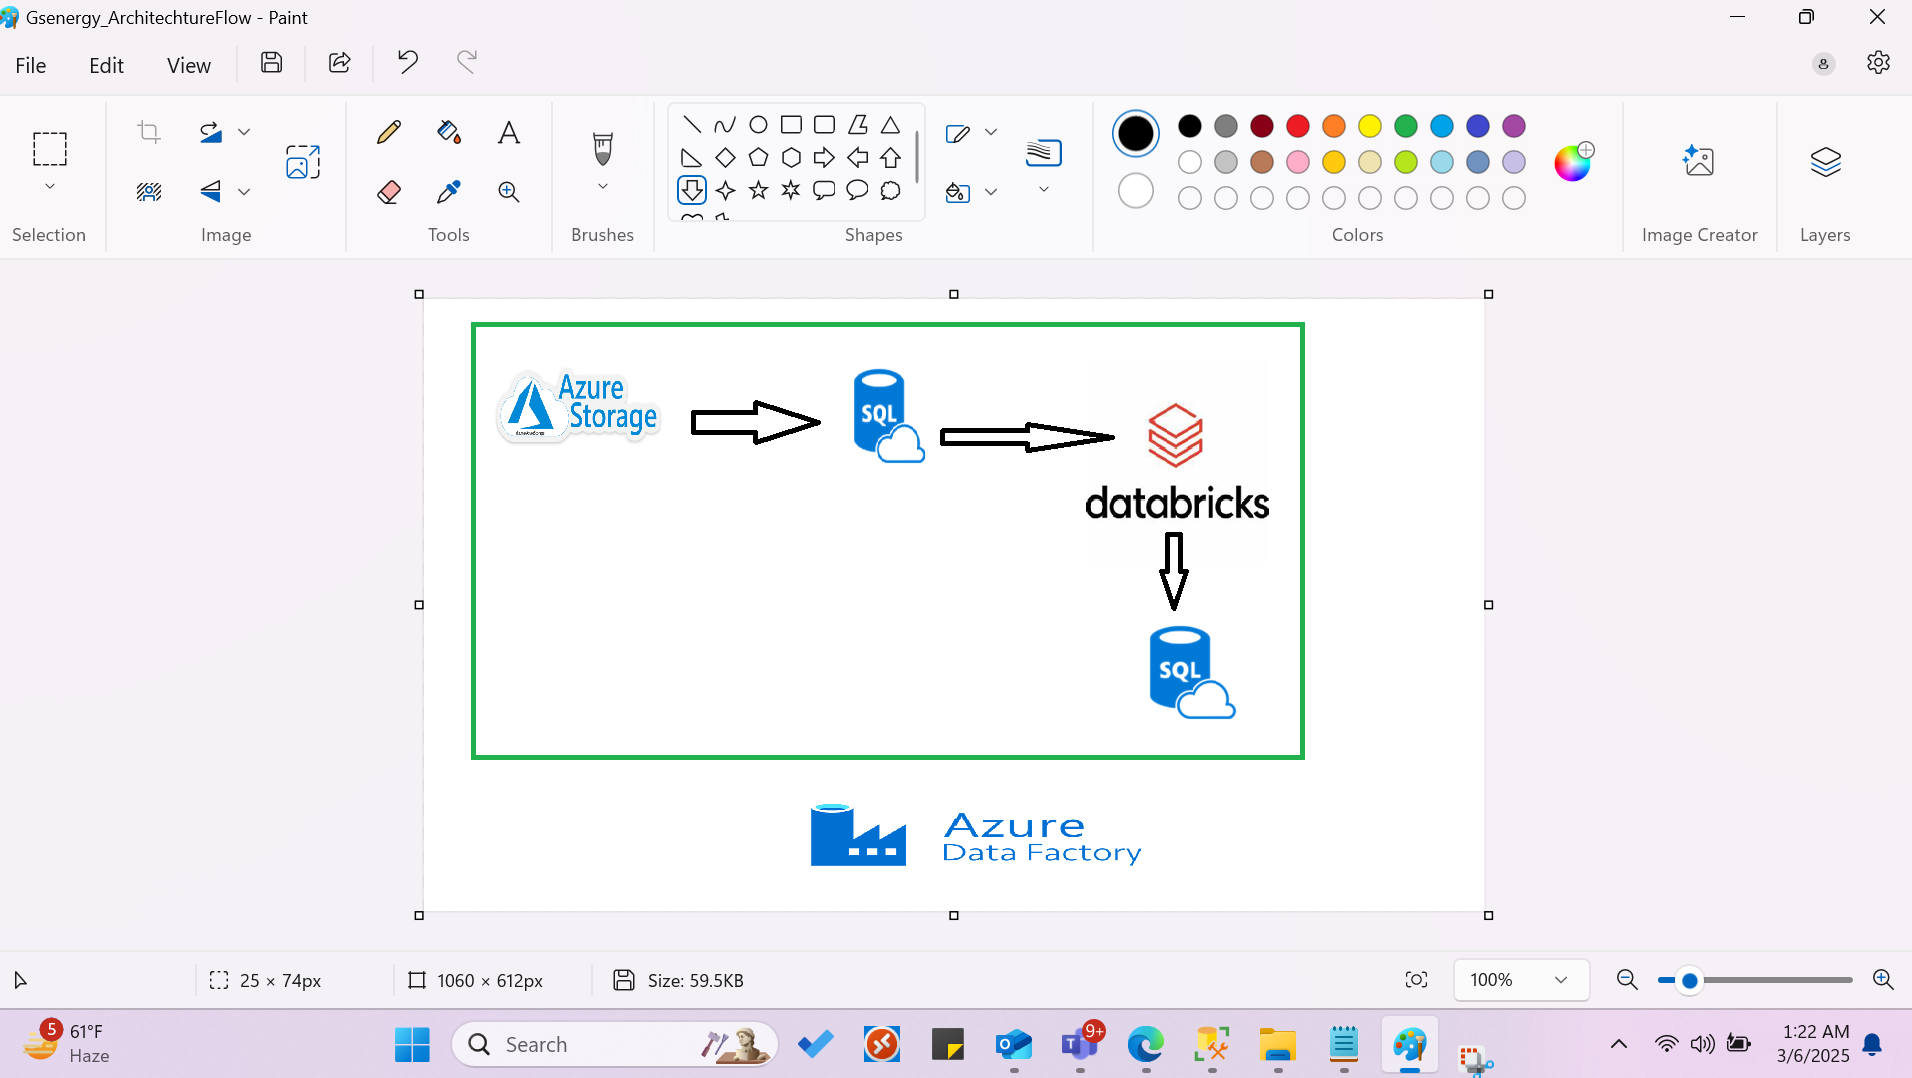 Gsenergy_ArchitechtureFlow - Paint
File
Edit
View
8
Selection
Image
Tools
Brushes
Shapes
Colors
Image Creator
Layers
Azure
Storage
SQL
databricks
SQL
Azure
Data Factory
25 × 74px
1060 × 612px
Size: 59.5KB
100%
5
61°F
Haze
Search
9+
1:22 AM
3/6/2025